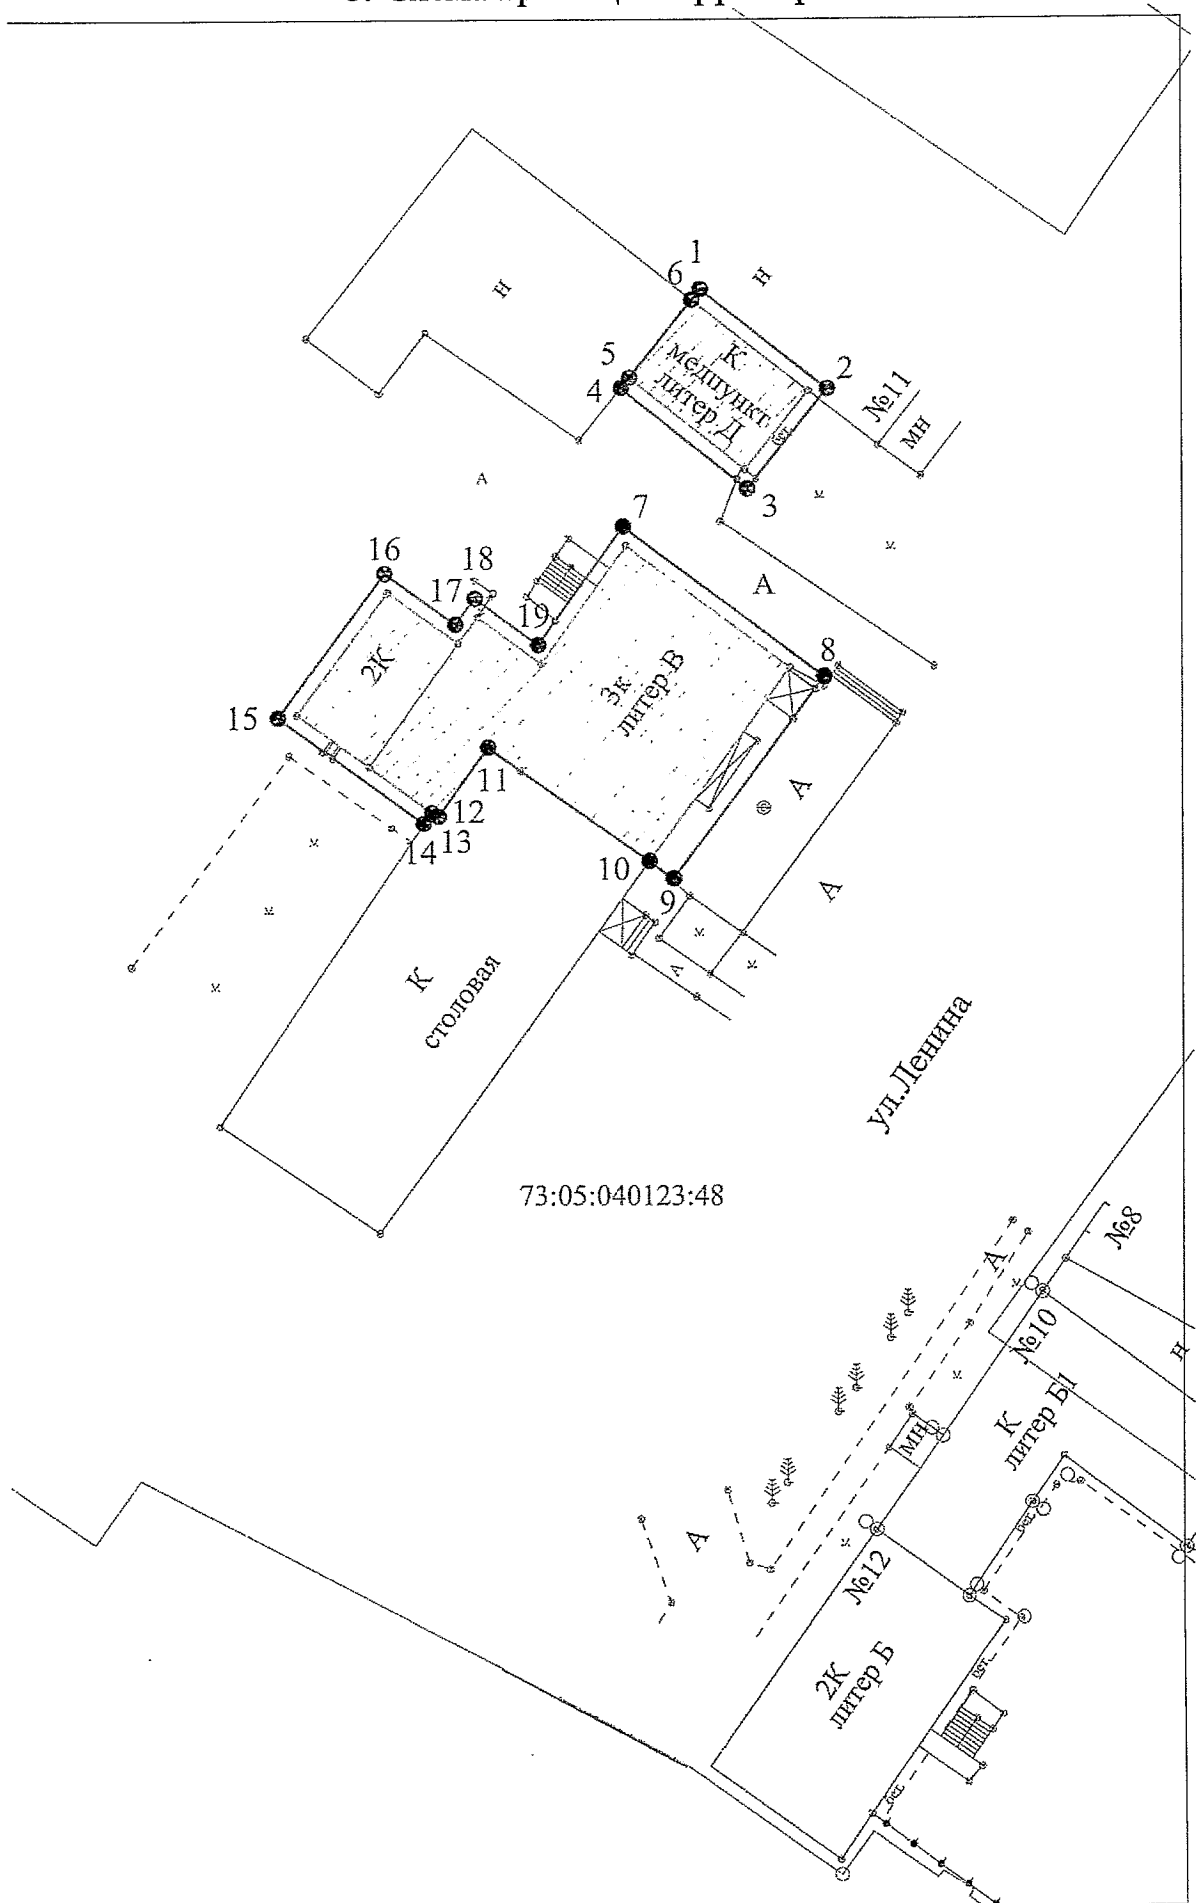 1
6
н
н
К
медпункт
литер Д
5
4
2
№11
мн
3
7
А
А
16
18
17
19
8
2К
3к
литер В
15
11
12
13
14
10
9
А
А
А
К
столовая
ул.Ленина
73:05:040123:48
№8
А
№10
н
К
литер Б1
мн
А
№12
2К
литер Б